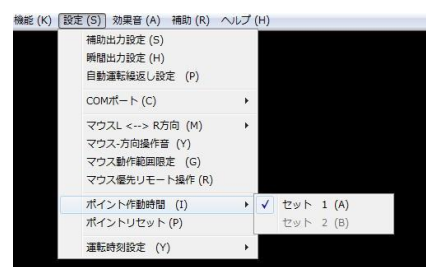 機能 (K) 設定 (S) 効果音 (A) 補助 (R) ヘルプ (H)
補助出力設定 (S)
瞬間出力設定 (H)
自動運転繰返し設定 (P)
COMポート (C)
マウスL <--> R方向 (M)
マウス-方向操作音 (Y)
マウス動作範囲限定 (G)
マウス優先リモート操作 (R)
ポイント作動時間 (I)
セット 1 (A)
セット 2 (B)
ポイントリセット (P)
運転時刻設定 (Y)